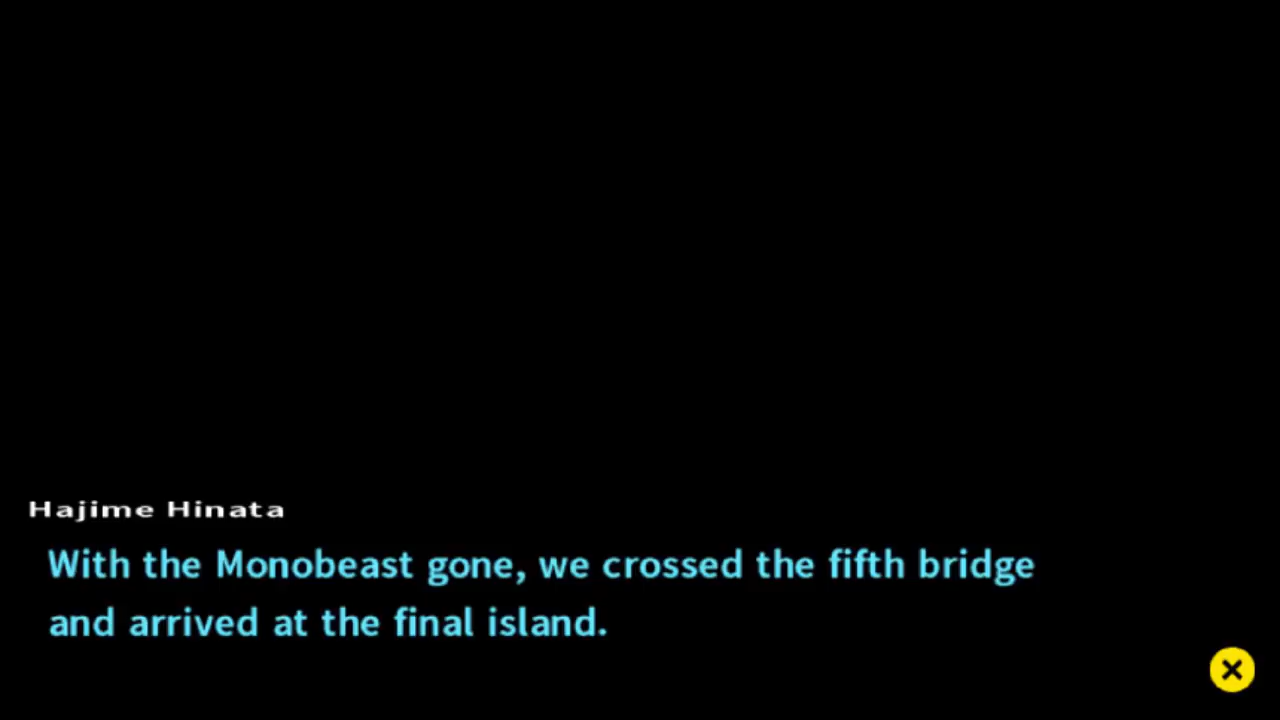 Hajime Hinata
With the Monobeast gone, we crossed the fifth bridge
and arrived at the final island.